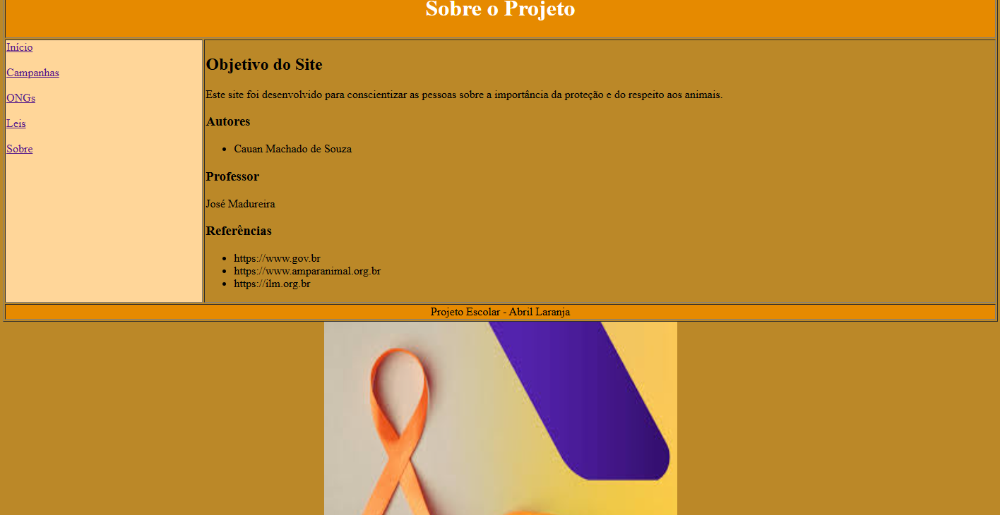 Sobre o Projeto
Início
Campanhas
ONGs
Leis
Sobre
Objetivo do Site
Este site foi desenvolvido para conscientizar as pessoas sobre a importância da proteção e do respeito aos animais.
Autores
Cauan Machado de Souza
Professor
José Madureira
Referências
https://www.gov.br
https://www.amparanimal.org.br
https://ilm.org.br
Projeto Escolar - Abril Laranja